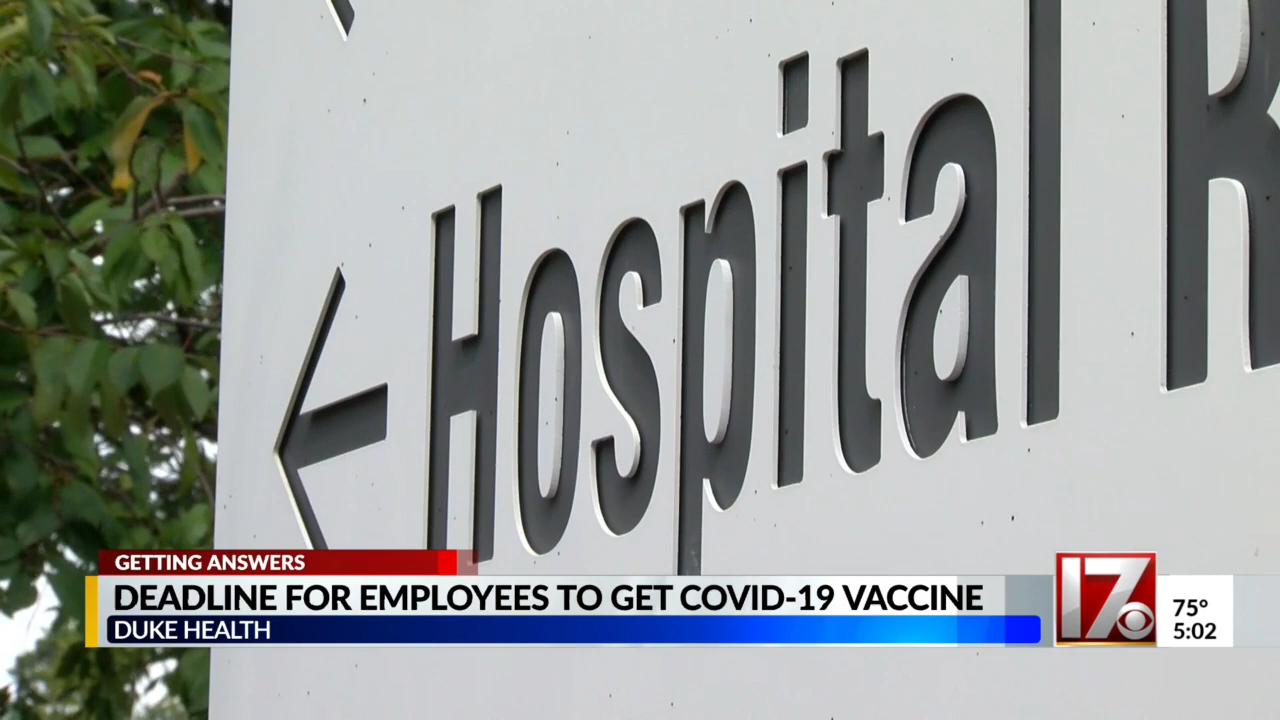 Hospital R
GETTING ANSWERS
DEADLINE FOR EMPLOYEES TO GET COVID-19 VACCINE
DUKE HEALTH
17
75°
5:02